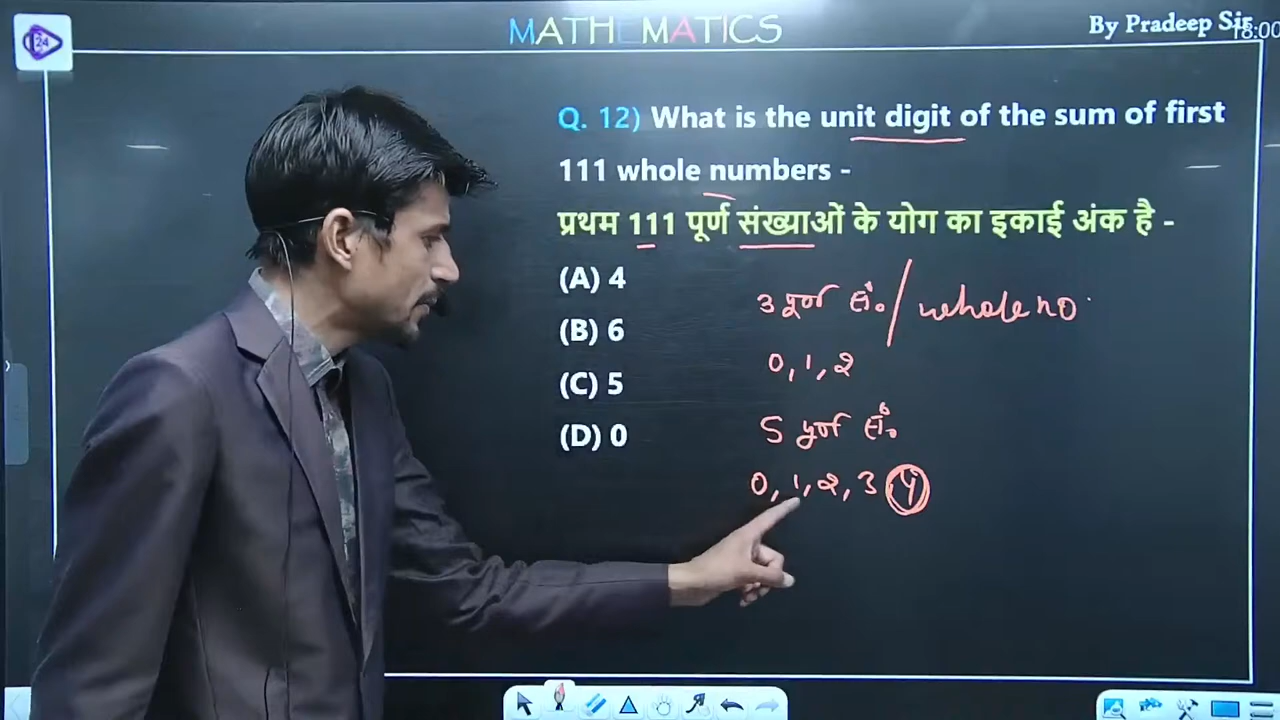 24
MATHEMATICS
By Pradeep Sir
18:00
Q. 12) What is the unit digit of the sum of first
111 whole numbers -
प्रथम 111 पूर्ण संख्याओं के योग का इकाई अंक है -
(A) 4
(B) 6
(C) 5
(D) 0
3 पूर्ण सं. / whole no.
0, 1, 2
5 पूर्ण सं.
0, 1, 2, 3 4